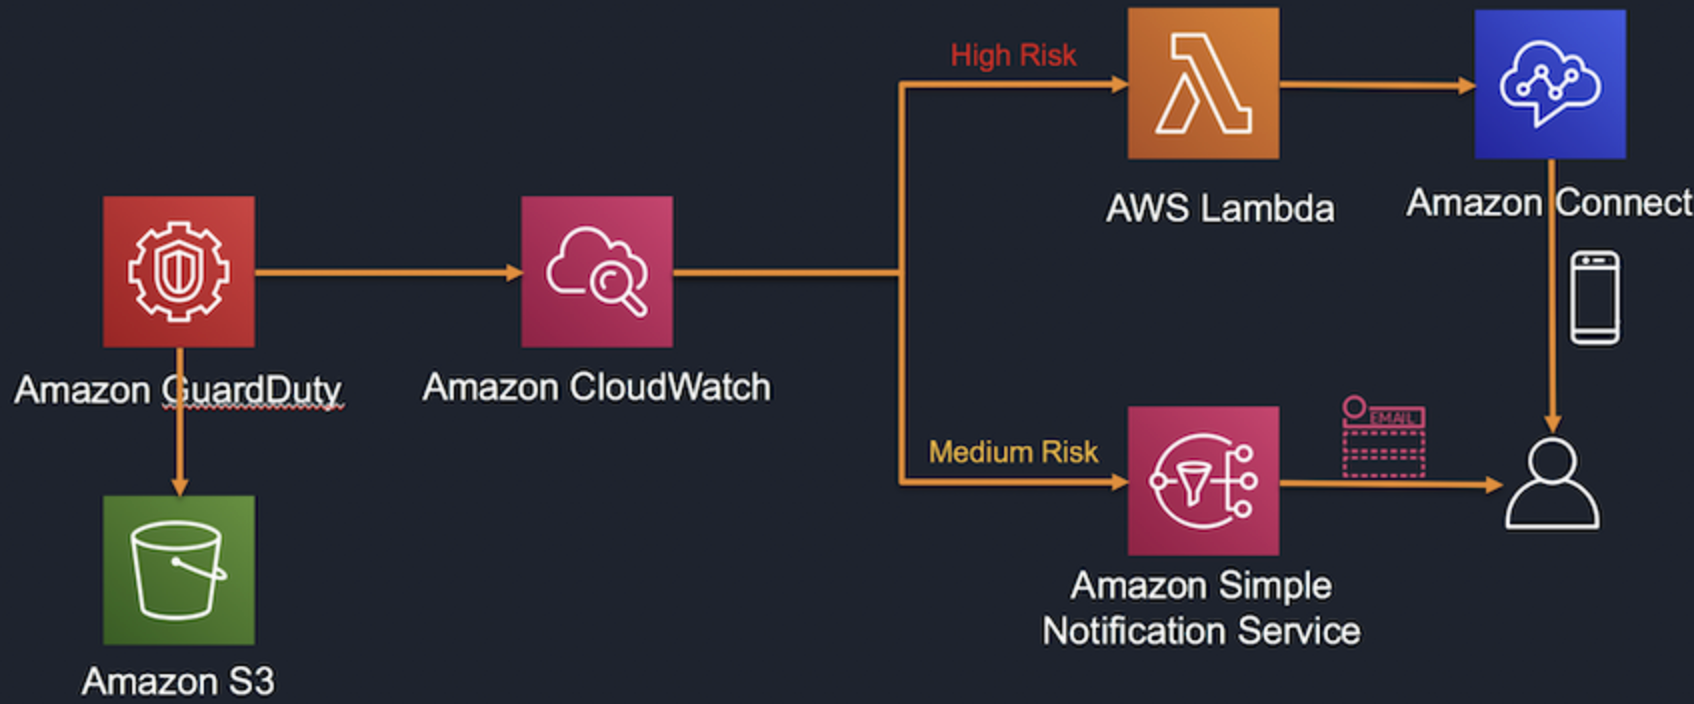 High Risk
AWS Lambda
Amazon Connect
Amazon GuardDuty
Amazon CloudWatch
EMAIL
Medium Risk
Amazon Simple
Notification Service
Amazon S3